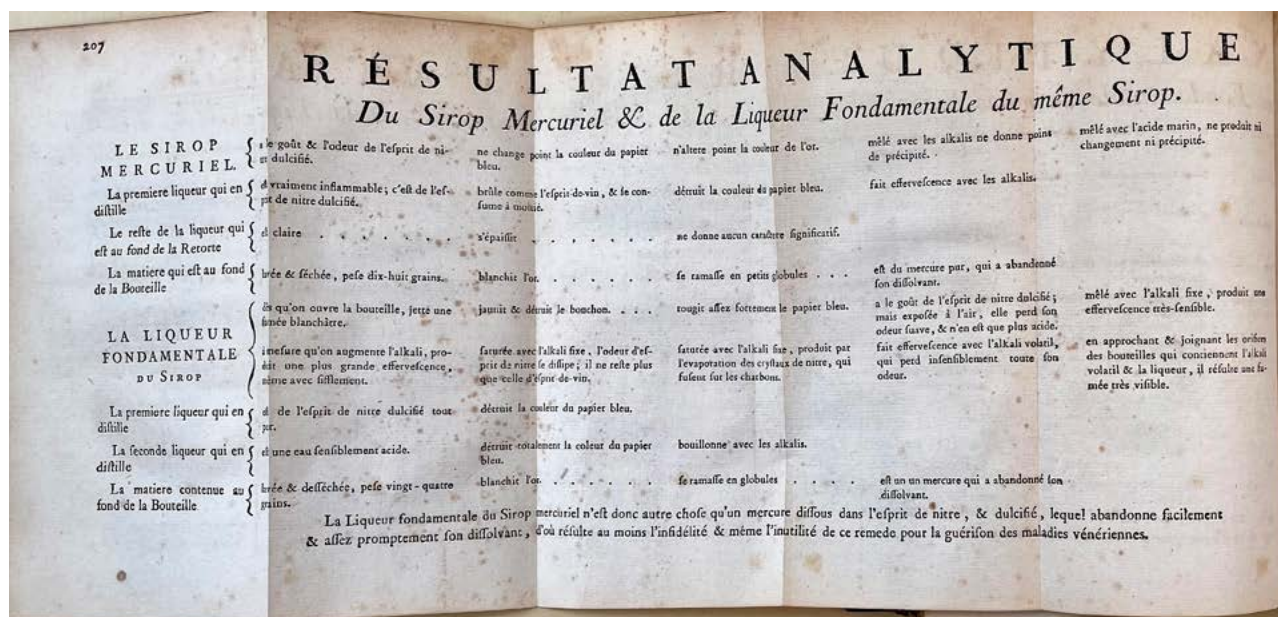 207
RÉSULTAT ANALYTIQUE
Du Sirop Mercuriel & de la Liqueur Fondamentale du même Sirop.
LE SIROP
MERCURIEL.
a le goût & l'odeur de l'eſprit de ni-
dulcifié.
ne change point la couleur du papier
bleu.
n'altere point la couleur de l'or.
mêlé avec les alkalis ne donne point
de précipité.
mêlé avec l'acide marin, ne produit ni
changement ni précipité.
La premiere liqueur qui en
diſtille
vraiment inflammable; c'eſt de l'eſ-
de nitre dulcifié.
brûle comme l'eſprit-de-vin, & ſe con-
ſume à moitié.
détruit la couleur du papier bleu.
fait efferveſcence avec les alkalis.
Le reſte de la liqueur qui
eſt au fond de la Retorte
claire . . . . . . .
s'épaiſſit . . . . . . .
ne donne aucun caractere ſignificatif.
La matiere qui eſt au fond
de la Bouteille
& ſéchée, peſe dix-huit grains.
blanchit l'or. . . . . . .
ſe ramaſſe en petits globules . . .
eſt du mercure pur, qui a abandonné
ſon diſſolvant.
LA LIQUEUR
FONDAMENTALE
DU SIROP
qu'on ouvre la bouteille, jette une
blanchâtre.
jaunit & détruit le bouchon. . . .
rougit aſſez fortement le papier bleu.
a le goût de l'eſprit de nitre dulcifié;
mais expoſée à l'air, elle perd ſon
odeur ſuave, & n'en eſt que plus acide.
mêlé avec l'alkali fixe, produit une
efferveſcence très-ſenſible.
qu'on augmente l'alkali, pro-
une plus grande efferveſcence,
avec ſifflement.
ſaturée avec l'alkali fixe, l'odeur d'eſ-
prit de nitre ſe diſſipe; il ne reſte plus
que celle d'eſprit-de-vin.
ſaturée avec l'alkali fixe, produit par
l'evaporation des cryſtaux de nitre, qui
fuſent ſur les charbons.
fait efferveſcence avec l'alkali volatil,
qui perd inſenſiblement toute ſon
odeur.
en approchant & joignant les
des bouteilles qui contiennent l'alkali
volatil & la liqueur, il réſulte une fu-
mée très viſible.
La premiere liqueur qui en
diſtille
de l'eſprit de nitre dulcifié tout
détruit la couleur du papier bleu.
La ſeconde liqueur qui en
diſtille
une eau ſenſiblement acide.
détruit totalement la coleur du papier
bleu.
bouillonne avec les alkalis.
La matiere contenue au
fond de la Bouteille
& deſſéchée, peſe vingt-quatre
grains.
blanchit l'or. . . . . . .
ſe ramaſſe en globules . . . .
eſt un un mercure qui a abandonné ſon
diſſolvant.
La Liqueur fondamentale du Sirop mercuriel n'eſt donc autre choſe qu'un mercure diſſous dans l'eſprit de nitre, & dulcifié, lequel abandonne facilement
& aſſez promptement ſon diſſolvant, d'où réſulte au moins l'infidélité & même l'inutilité de ce remede pour la guériſon des maladies vénériennes.